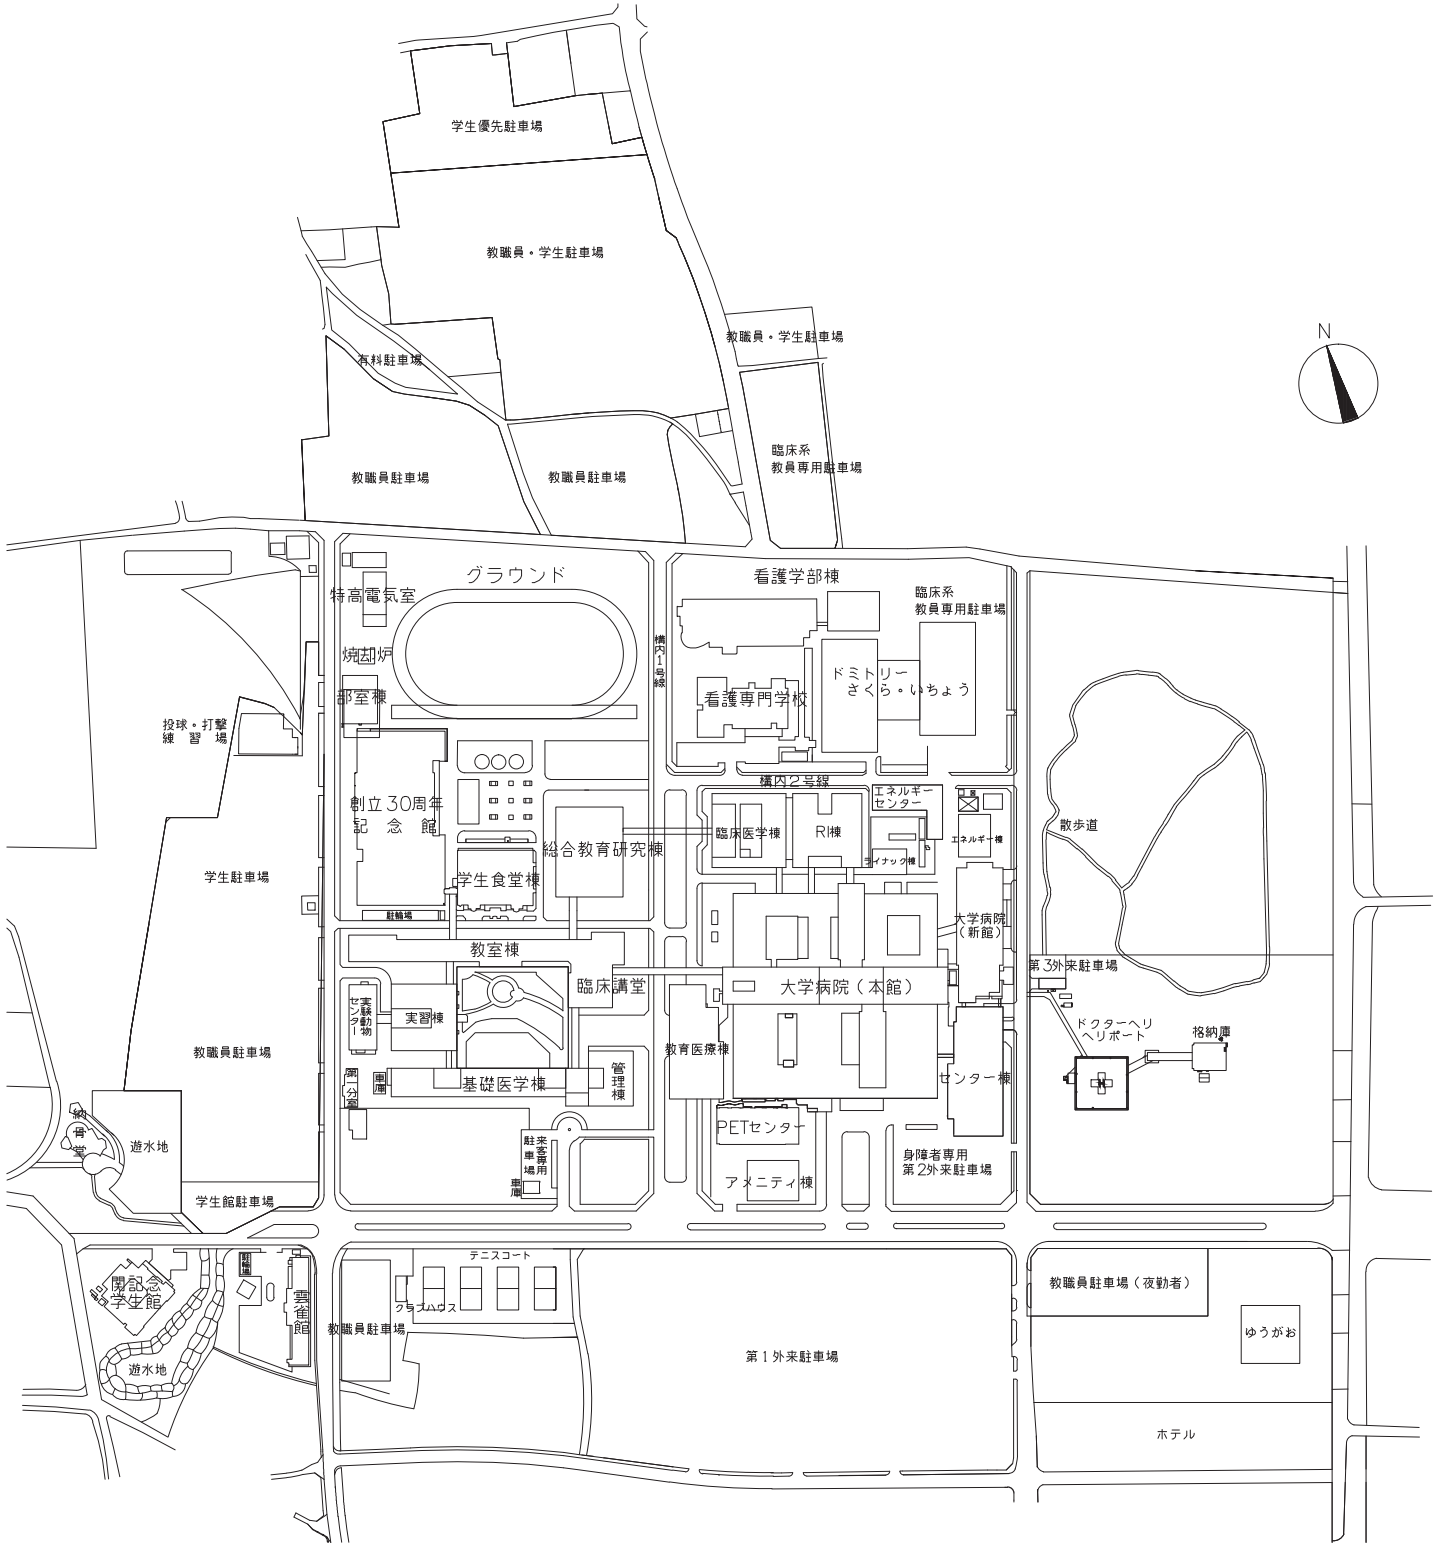 学生優先駐車場
教職員・学生駐車場
N
教職員・学生駐車場
有料駐車場
臨床系
教員専用駐車場
教職員駐車場
教職員駐車場
グラウンド
看護学部棟
特高電気室
臨床系
教員専用駐車場
構内1号線
焼却炉
ドミトリー
さくら・いちょう
部室棟
看護専門学校
投球・打撃
練習場
構内2号線
創立30周年
記念館
エネルギー
センター
臨床医学棟
RI棟
散歩道
エネルギー棟
総合教育研究棟
ライナック棟
学生駐車場
学生食堂棟
駐輪場
大学病院
(新館)
教室棟
第3外来駐車場
臨床講堂
大学病院(本館)
実験動物
センター
実習棟
ドクターヘリ
ヘリポート
格納庫
教職員駐車場
教育医療棟
第一分室
車庫
基礎医学棟
管理棟
センター棟
納骨堂
遊水地
PETセンター
来客専用
駐車場
身障者専用
第2外来駐車場
車庫
アメニティ棟
学生館駐車場
駐輪場
テニスコート
関記念
学生館
教職員駐車場(夜勤者)
雲雀館
クラブハウス
教職員駐車場
ゆうがお
第1外来駐車場
遊水地
ホテル